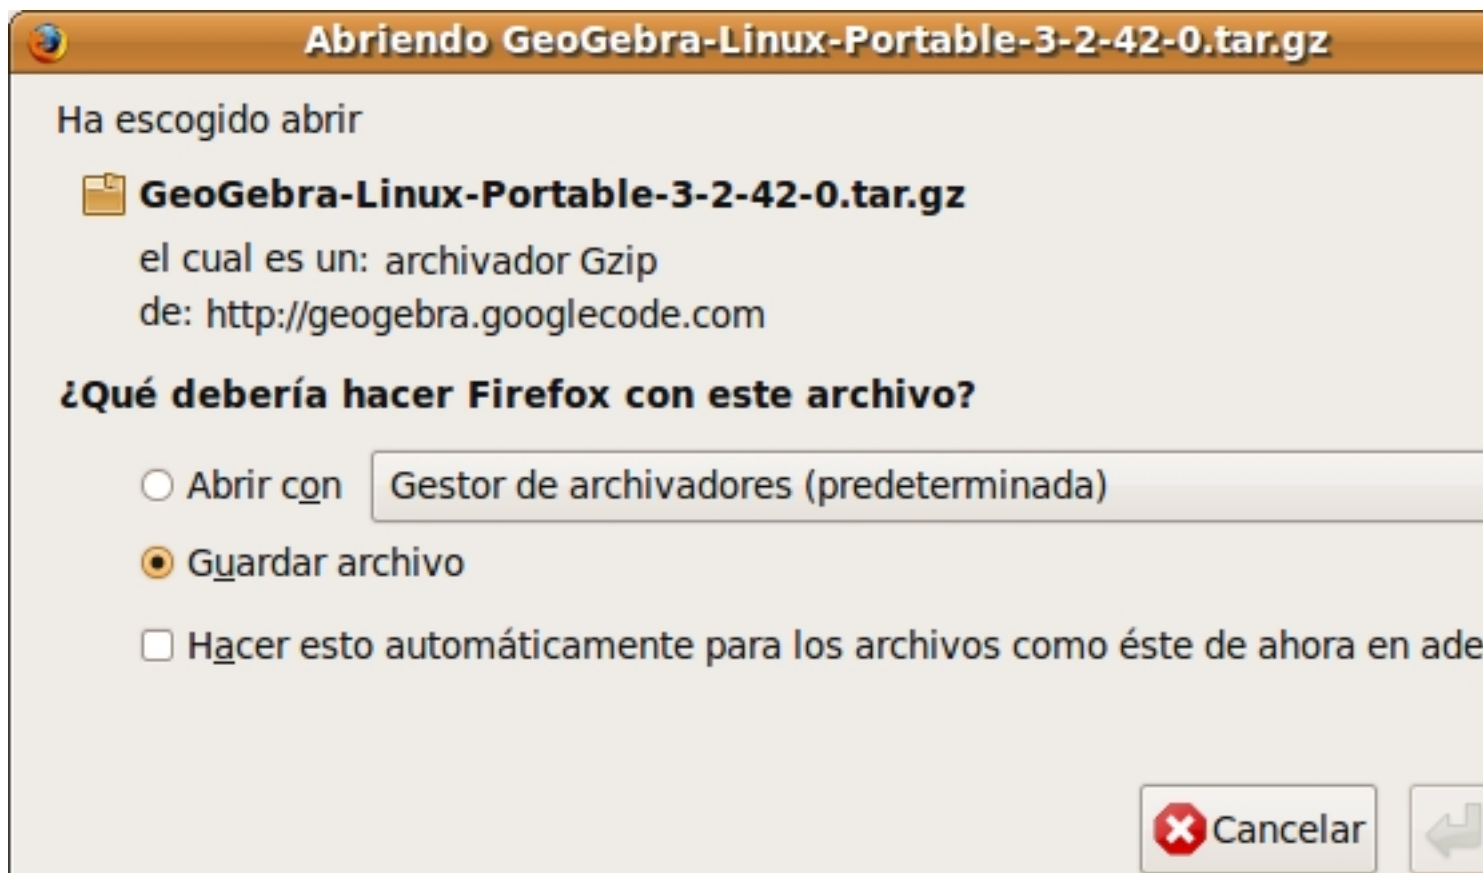 Abriendo GeoGebra-Linux-Portable-3-2-42-0.tar.gz
Ha escogido abrir
GeoGebra-Linux-Portable-3-2-42-0.tar.gz
el cual es un: archivador Gzip
de: http://geogebra.googlecode.com
¿Qué debería hacer Firefox con este archivo?
Abrir con Gestor de archivadores (predeterminada)
Guardar archivo
Hacer esto automáticamente para los archivos como éste de ahora en ade
Cancelar